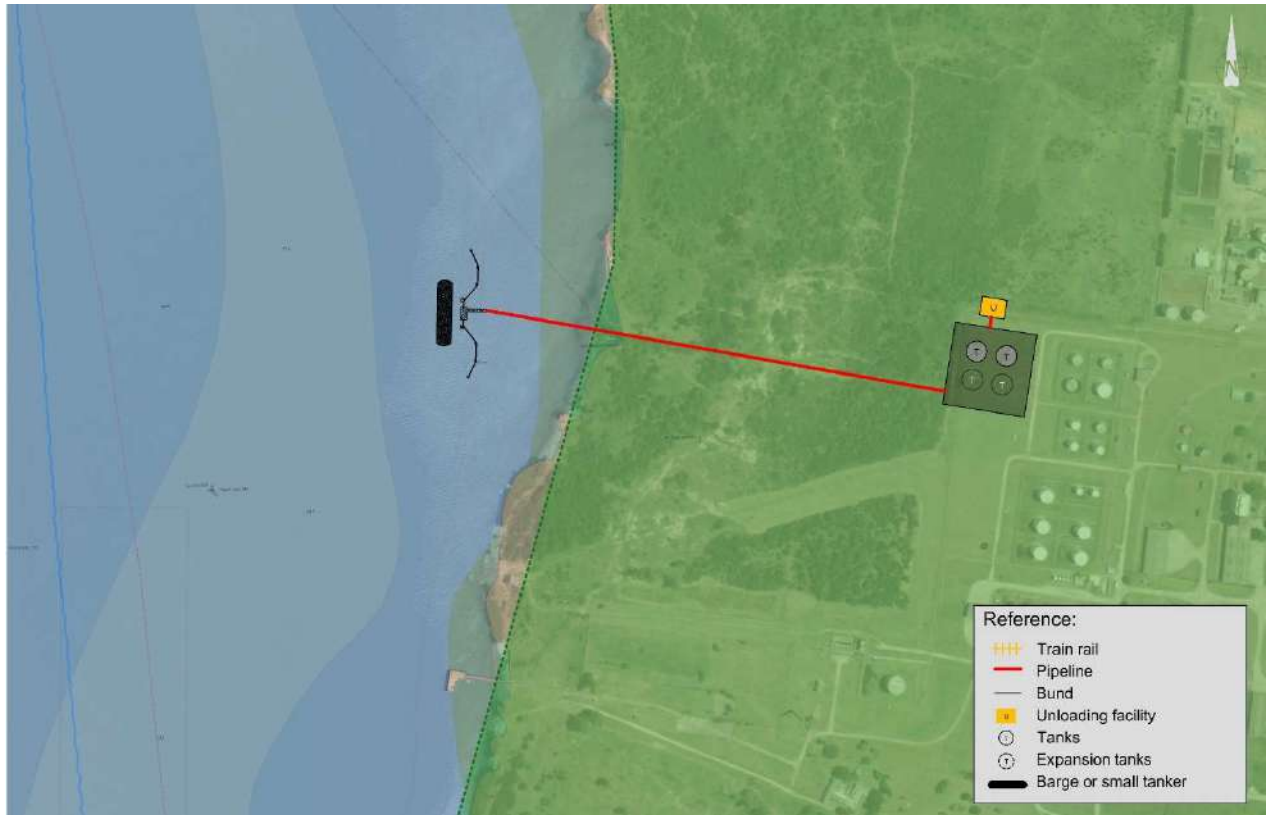 N
U
T T
T T
Reference:
Train rail
Pipeline
Bund
U Unloading facility
T Tanks
T Expansion tanks
Barge or small tanker